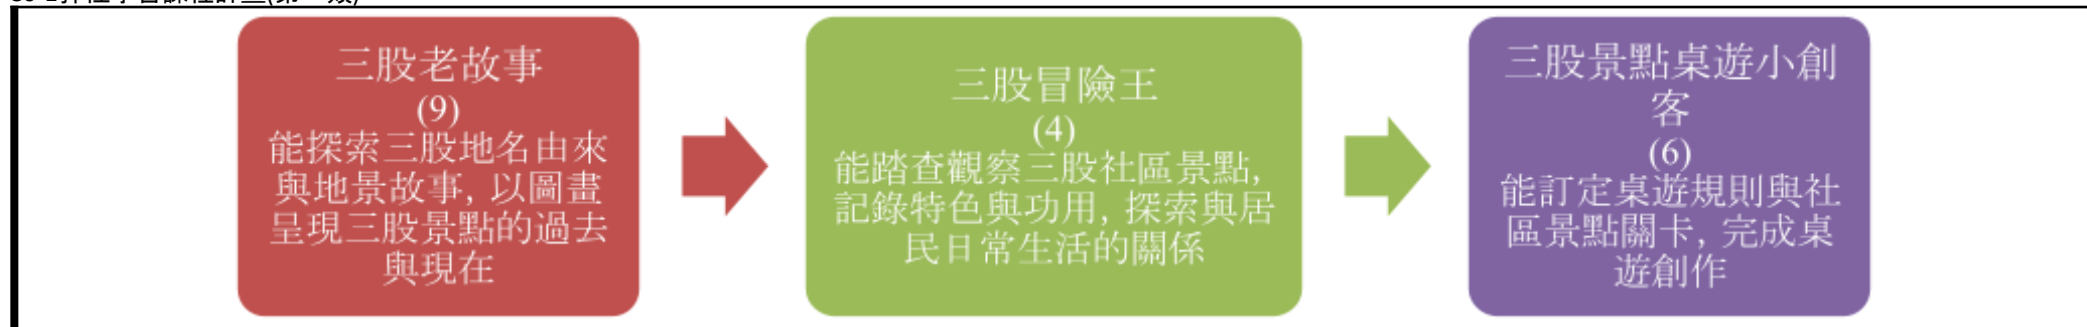 三股老故事
(9)
能探索三股地名由來
與地景故事, 以圖畫
呈現三股景點的過去
與現在
三股冒險王
(4)
能踏查觀察三股社區景點,
記錄特色與功用, 探索與居
民日常生活的關係
三股景點桌遊小創
客
(6)
能訂定桌遊規則與社
區景點關卡, 完成桌
遊創作